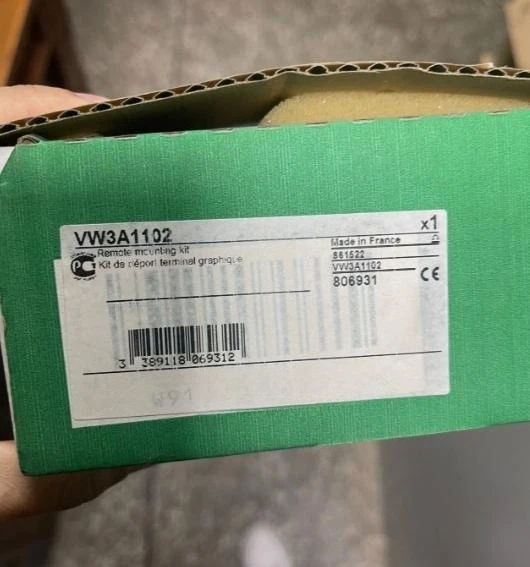 VW3A1102
x1
Remote mounting kit
Kit de déport terminal graphique
Made in France
861522
VW3A1102
806931
CE
3 389118 069312
W91